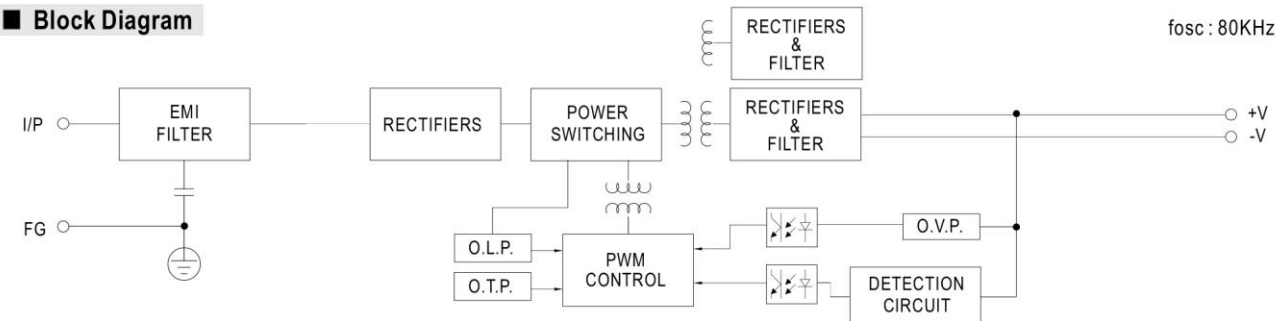 Block Diagram
fosc : 80KHz
RECTIFIERS
&
FILTER
I/P
EMI
FILTER
RECTIFIERS
POWER
SWITCHING
RECTIFIERS
&
FILTER
+V
-V
FG
O.L.P.
O.T.P.
PWM
CONTROL
O.V.P.
DETECTION
CIRCUIT